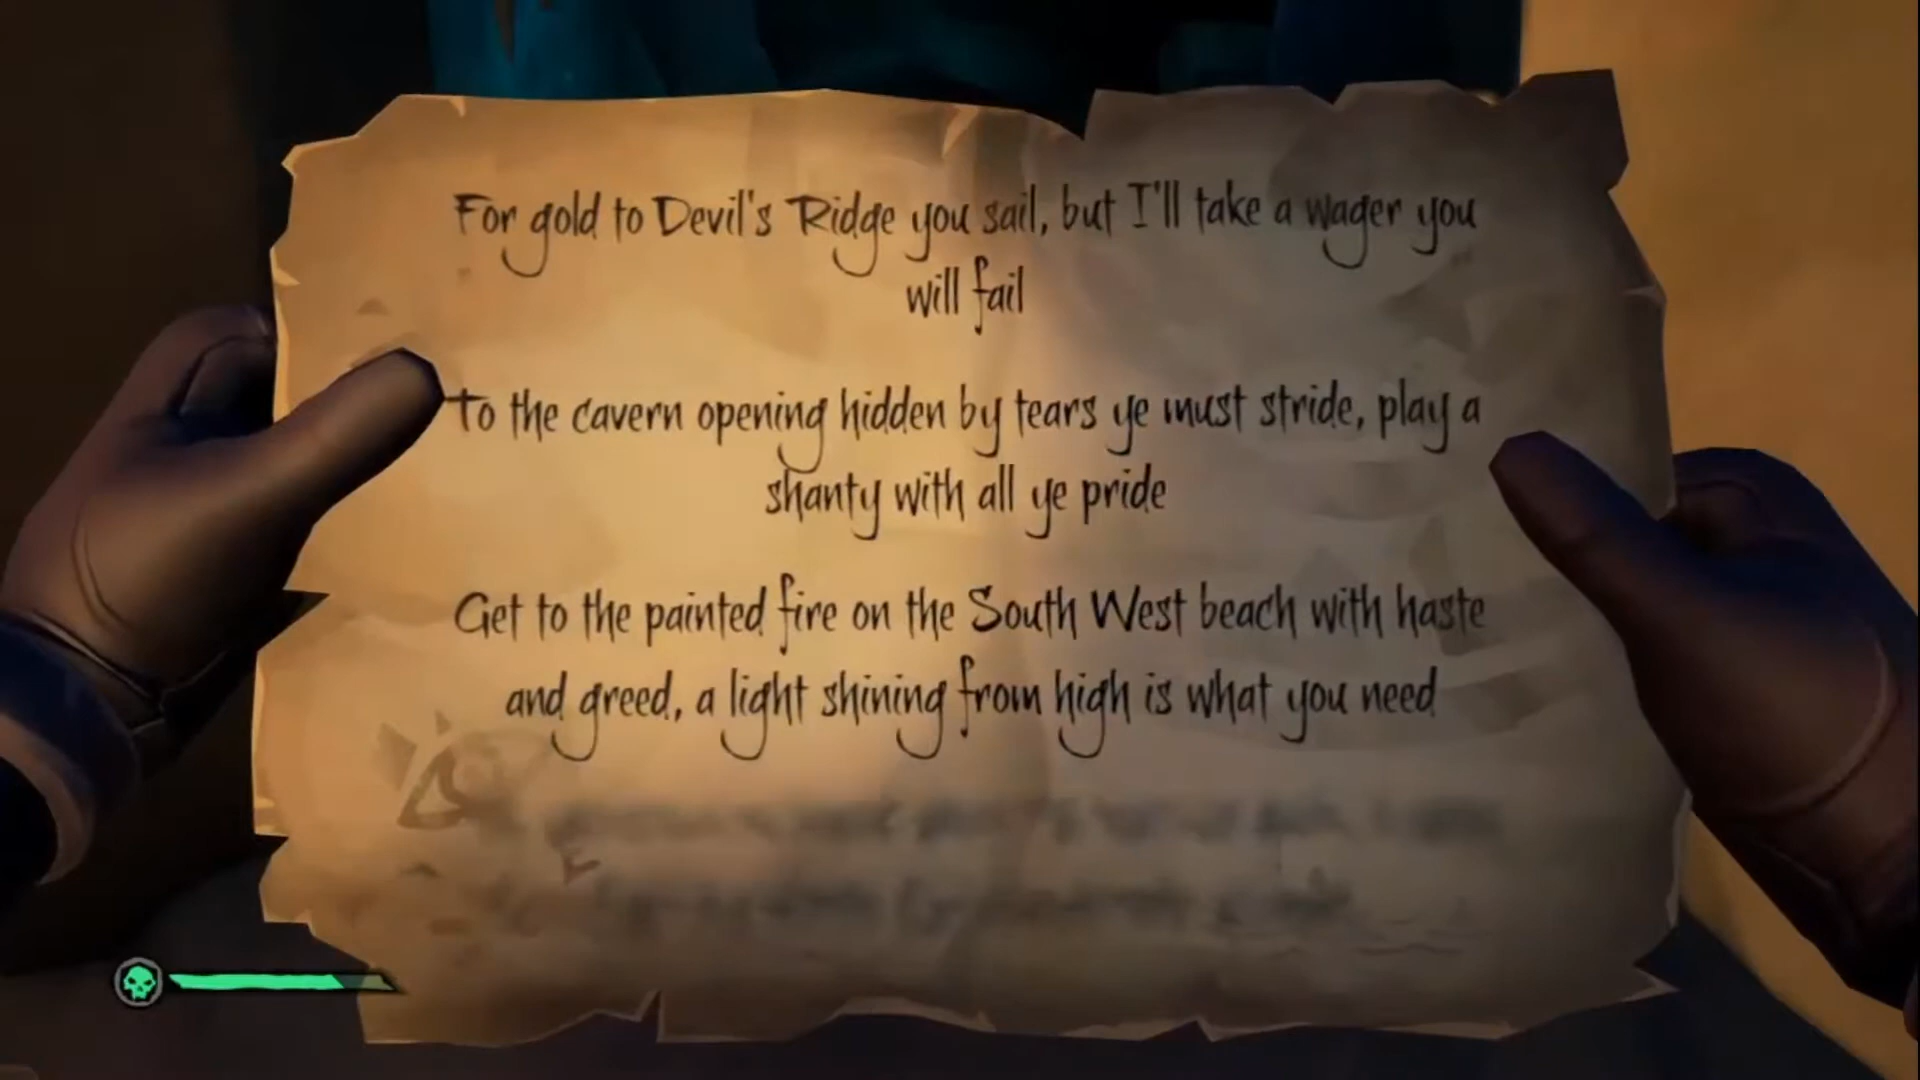 For gold to Devil's Ridge you sail, but I'll take a wager you
will fail
To the cavern opening hidden by tears ye must stride, play a
shanty with all ye pride
Get to the painted fire on the South West beach with haste
and greed, a light shining from high is what you need